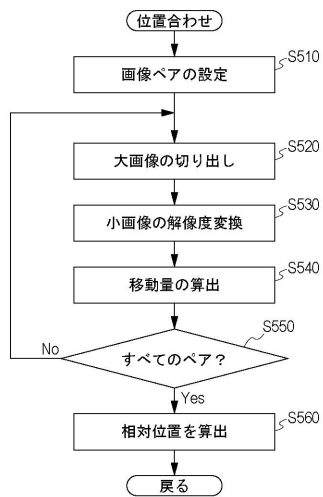 位置合わせ
S510
画像ペアの設定
S520
大画像の切り出し
S530
小画像の解像度変換
S540
移動量の算出
S550
すべてのペア？
No
Yes
S560
相対位置を算出
戻る